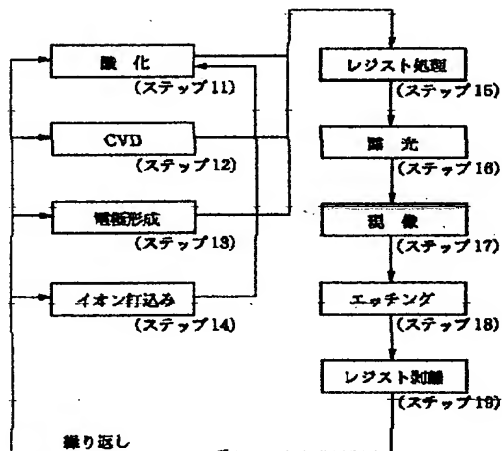 酸化
(ステップ11)
CVD
(ステップ12)
電極形成
(ステップ13)
イオン打込み
(ステップ14)
レジスト処理
(ステップ15)
露光
(ステップ16)
現像
(ステップ17)
エッチング
(ステップ18)
レジスト剥離
(ステップ19)
繰り返し